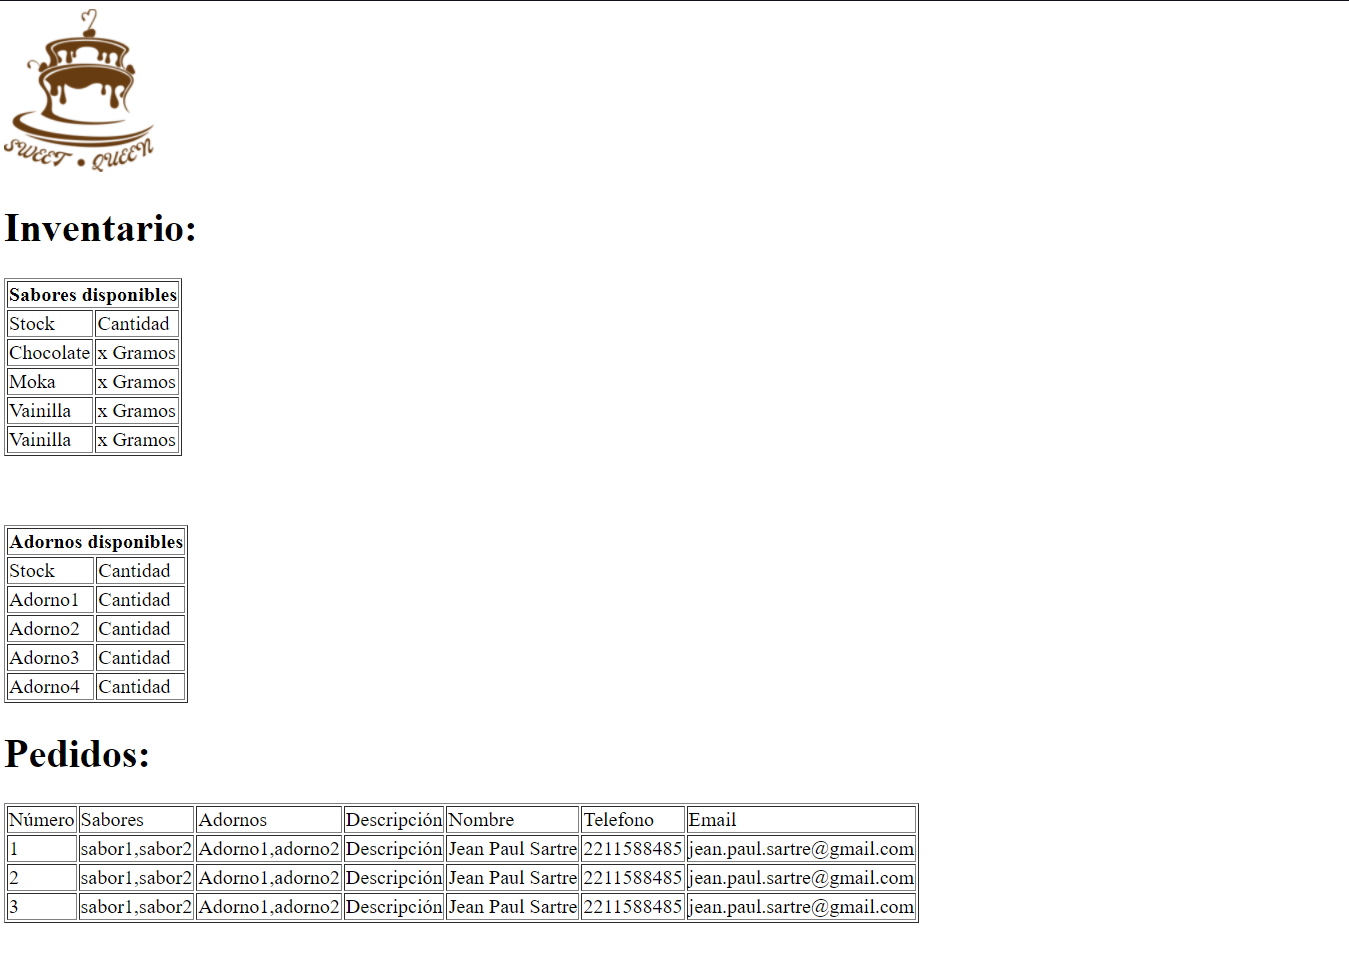 SWEET • QUEEN
Inventario:
Sabores disponibles
Stock Cantidad
Chocolate x Gramos
Moka x Gramos
Vainilla x Gramos
Vainilla x Gramos
Adornos disponibles
Stock Cantidad
Adorno1 Cantidad
Adorno2 Cantidad
Adorno3 Cantidad
Adorno4 Cantidad
Pedidos:
Número Sabores Adornos Descripción Nombre Telefono Email
1 sabor1,sabor2 Adorno1,adorno2 Descripción Jean Paul Sartre 2211588485 jean.paul.sartre@gmail.com
2 sabor1,sabor2 Adorno1,adorno2 Descripción Jean Paul Sartre 2211588485 jean.paul.sartre@gmail.com
3 sabor1,sabor2 Adorno1,adorno2 Descripción Jean Paul Sartre 2211588485 jean.paul.sartre@gmail.com